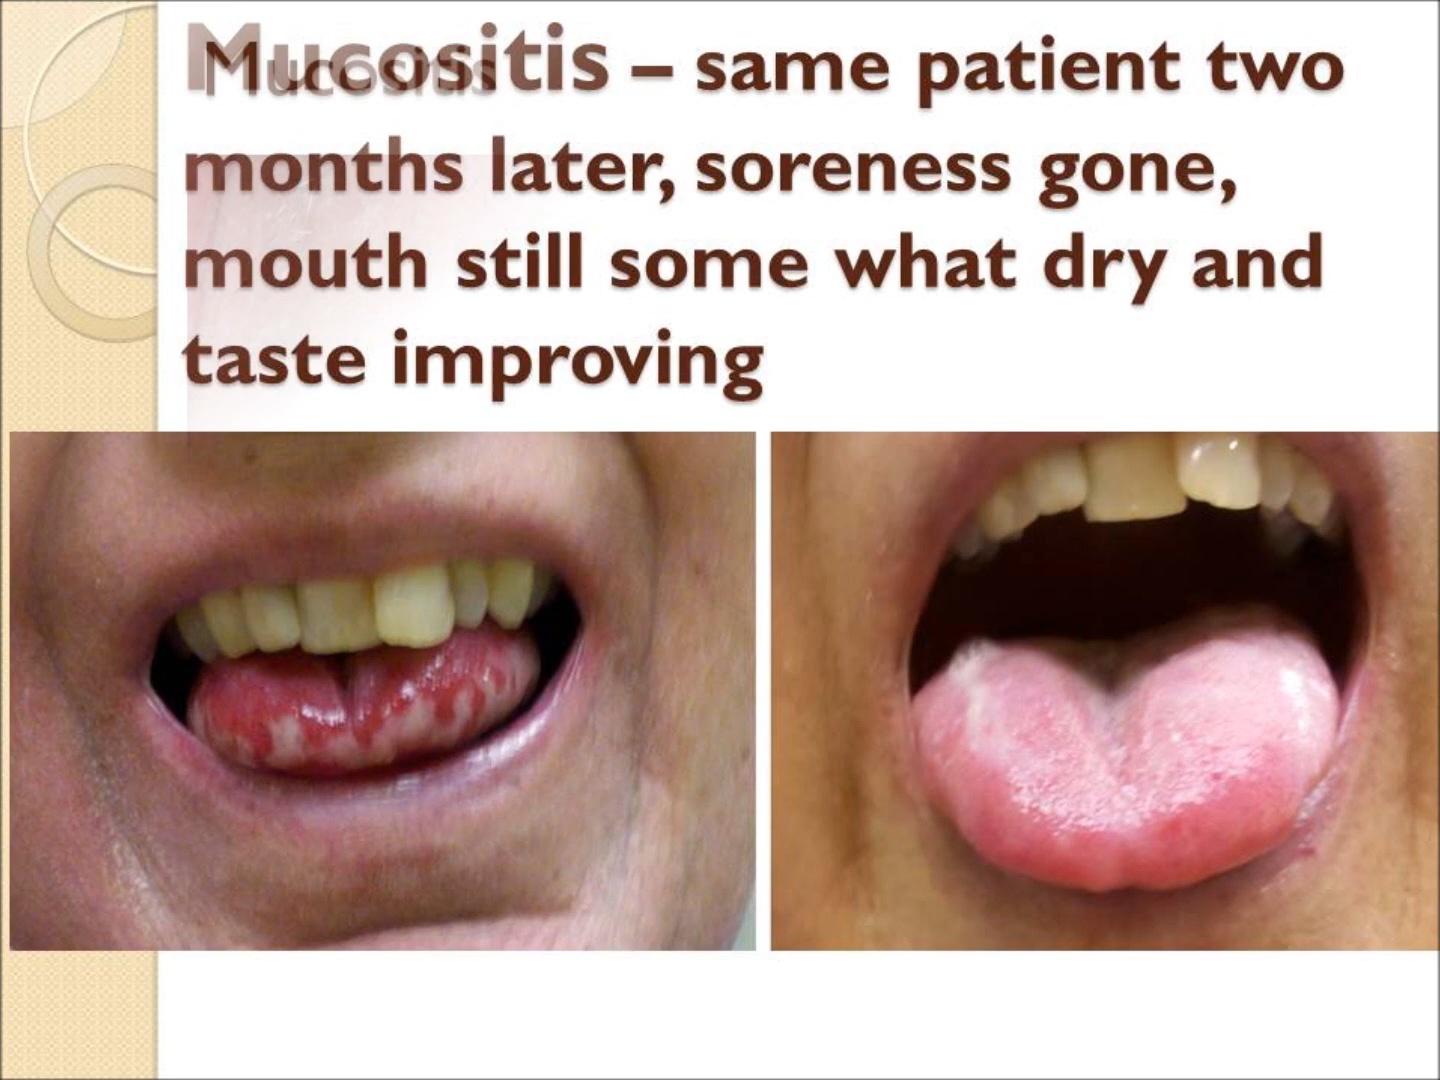 Mucositis – same patient two
months later, soreness gone,
mouth still some what dry and
taste improving